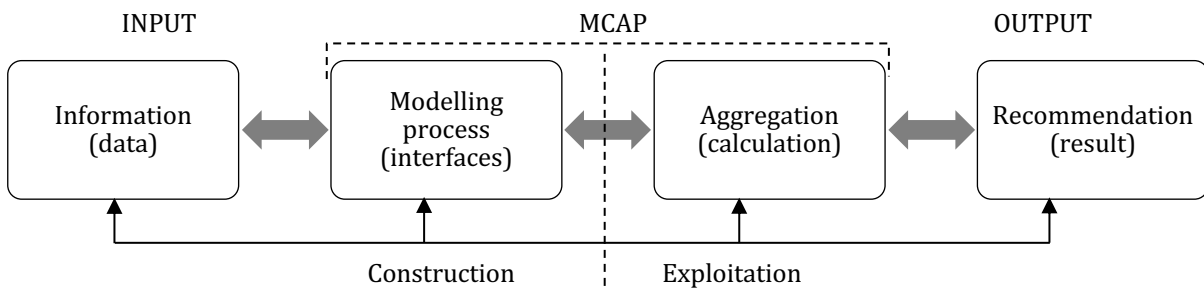 INPUT
MCAP
OUTPUT
Information
(data)
Modelling
process
(interfaces)
Aggregation
(calculation)
Recommendation
(result)
Construction
Exploitation